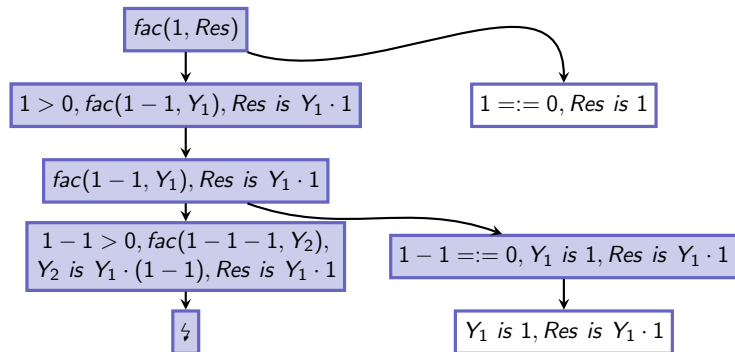 fac(1, Res)
1 > 0, fac(1 − 1, Y₁), Res is Y₁ · 1
1 =:= 0, Res is 1
fac(1 − 1, Y₁), Res is Y₁ · 1
1 − 1 > 0, fac(1 − 1 − 1, Y₂),
Y₂ is Y₁ · (1 − 1), Res is Y₁ · 1
1 − 1 =:= 0, Y₁ is 1, Res is Y₁ · 1
↯
Y₁ is 1, Res is Y₁ · 1